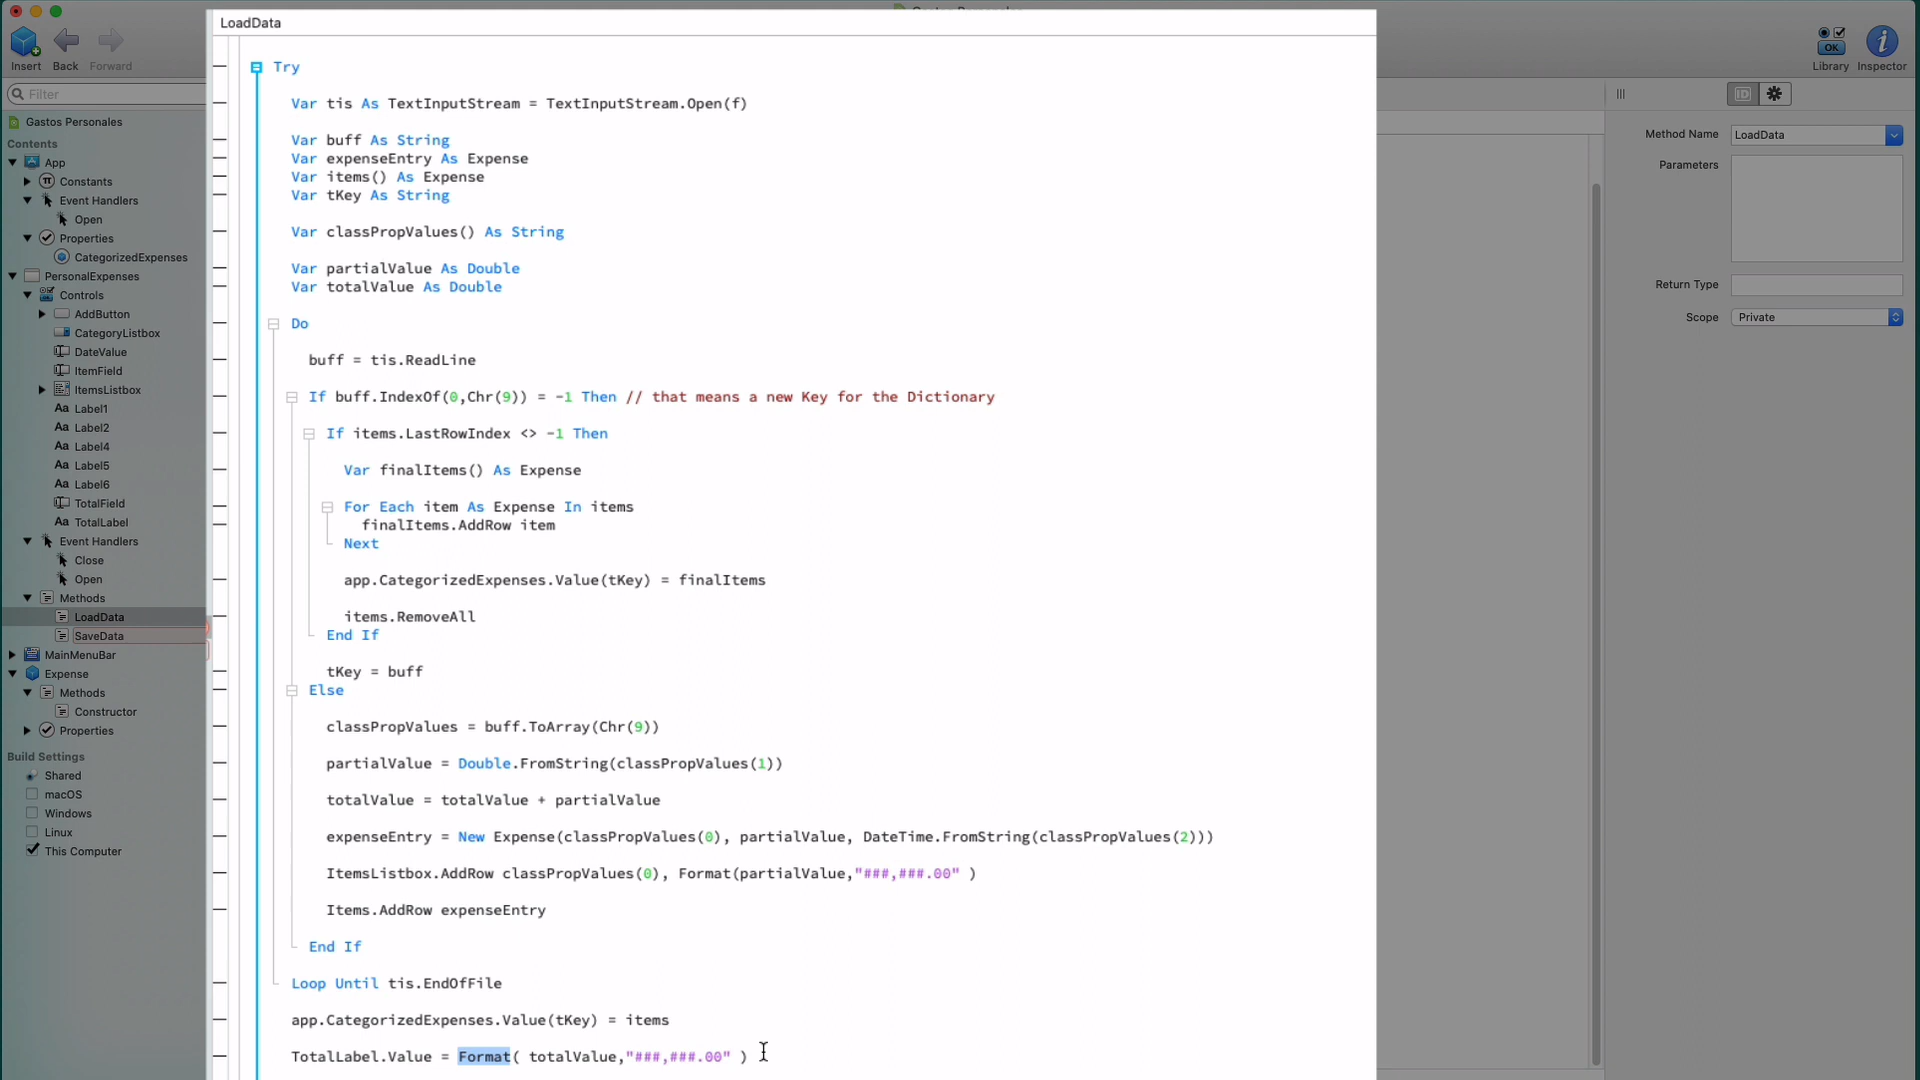 LoadData
Insert
Back
Forward
Library
Inspector
OK
Filter
Gastos Personales
Contents
App
Constants
Event Handlers
Open
Properties
CategorizedExpenses
PersonalExpenses
Controls
AddButton
CategoryListbox
DateValue
ItemField
ItemsListbox
Aa Label1
Aa Label2
Aa Label4
Aa Label5
Aa Label6
TotalField
Aa TotalLabel
Event Handlers
Close
Open
Methods
LoadData
SaveData
MainMenuBar
Expense
Methods
Constructor
Properties
Build Settings
Shared
macOS
Windows
Linux
This Computer
Try
Var tis As TextInputStream = TextInputStream.Open(f)
Var buff As String
Var expenseEntry As Expense
Var items() As Expense
Var tKey As String
Var classPropValues() As String
Var partialValue As Double
Var totalValue As Double
Do
buff = tis.ReadLine
If buff.IndexOf(0,Chr(9)) = -1 Then // that means a new Key for the Dictionary
If items.LastRowIndex <> -1 Then
Var finalItems() As Expense
For Each item As Expense In items
finalItems.AddRow item
Next
app.CategorizedExpenses.Value(tKey) = finalItems
items.RemoveAll
End If
tKey = buff
Else
classPropValues = buff.ToArray(Chr(9))
partialValue = Double.FromString(classPropValues(1))
totalValue = totalValue + partialValue
expenseEntry = New Expense(classPropValues(0), partialValue, DateTime.FromString(classPropValues(2)))
ItemsListbox.AddRow classPropValues(0), Format(partialValue,"###,###.00" )
Items.AddRow expenseEntry
End If
Loop Until tis.EndOfFile
app.CategorizedExpenses.Value(tKey) = items
TotalLabel.Value = Format( totalValue,"###,###.00" )
ID
Method Name LoadData
Parameters
Return Type
Scope Private